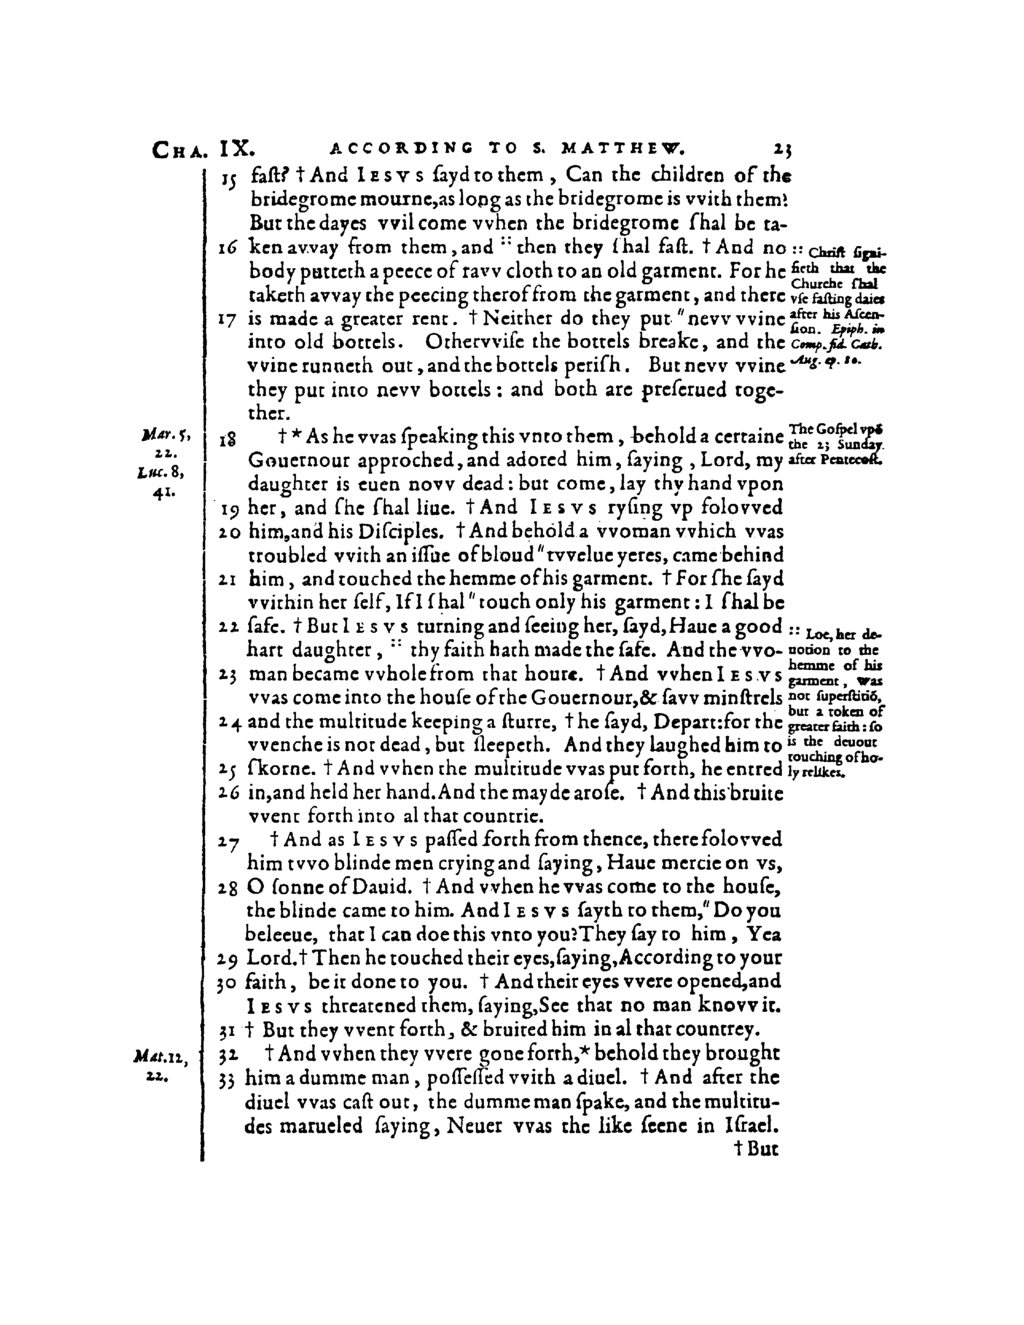 CHA. IX. ACCORDING TO S. MATTHEW. 23
15 faſt? † And IESVS ſayd to them, Can the children of the
bridegrome mourne, as long as the bridegrome is vvith them?
But the dayes vvil come vvhen the bridegrome ſhal be ta-
16 ken avvay from them, and :: then they ſhal faſt. † And no
body putteth a peece of ravv cloth to an old garment. For he
taketh avvay the peecing therof from the garment, and there
17 is made a greater rent. † Neither do they put "nevv vvine
into old bottels. Othervviſe the bottels breake, and the
vvine runneth out, and the bottels periſh. But nevv vvine
they put into nevv bottels: and both are preſerued toge-
ther.
:: Chriſt ſigni-
fieth that the
Churche ſhal
vſe faſting daies
after his Aſcen-
ſion. Epiph. in
Comp. fid. Cath.
Aug. ep. 80.
Mar. 5,
22.
Luc. 8,
41.
18 † * As he vvas ſpeaking this vnto them, behold a certaine
Gouernour approched, and adored him, ſaying, Lord, my
daughter is euen novv dead: but come, lay thy hand vpon
19 her, and ſhe ſhal liue. † And IESVS ryſing vp folovved
20 him, and his Diſciples. † And behold a vvoman vvhich vvas
troubled vvith an iſſue of bloud "tvvelue yeres, came behind
21 him, and touched the hemme of his garment. † For ſhe ſayd
vvithin her ſelf, If I ſhal "touch only his garment: I ſhal be
22 ſafe. † But IESVS turning and ſeeing her, ſayd, Haue a good
hart daughter, :: thy faith hath made the ſafe. And the vvo-
23 man became vvhole from that houre. † And vvhen IESVS
vvas come into the houſe of the Gouernour, & ſavv minſtrels
24 and the multitude keeping a ſturre, † he ſayd, Depart: for the
vvenche is not dead, but ſleepeth. And they laughed him to
25 ſkorne. † And vvhen the multitude vvas put forth, he entred
26 in, and held her hand. And the mayde aroſe. † And this bruite
vvent forth into al that countrie.
The Goſpel vpõ
the 23 Sunday
after Pentecoſt.
:: Loe, her de-
uotion to the
hemme of his
garment, was
not ſuperſtitiõ,
but a token of
greater faith: ſo
is the deuout
touching of ho-
ly relikes.
27 † And as IESVS paſſed forth from thence, there folovved
him tvvo blinde men crying and ſaying, Haue mercie on vs,
28 O ſonne of Dauid. † And vvhen he vvas come to the houſe,
the blinde came to him. And IESVS ſayth to them, "Do you
beleeue, that I can doe this vnto you? They ſay to him, Yea
29 Lord. † Then he touched their eyes, ſaying, According to your
30 faith, be it done to you. † And their eyes vvere opened, and
IESVS threatened them, ſaying, See that no man knovv it.
31 † But they vvent forth, & bruited him in al that countrey.
Mat. 12,
22.
32 † And vvhen they vvere gone forth, * behold they brought
33 him a dumme man, poſſeſſed vvith a diuel. † And after the
diuel vvas caſt out, the dumme man ſpake, and the multitu-
des marueled ſaying, Neuer vvas the like ſeene in Iſrael.
† But